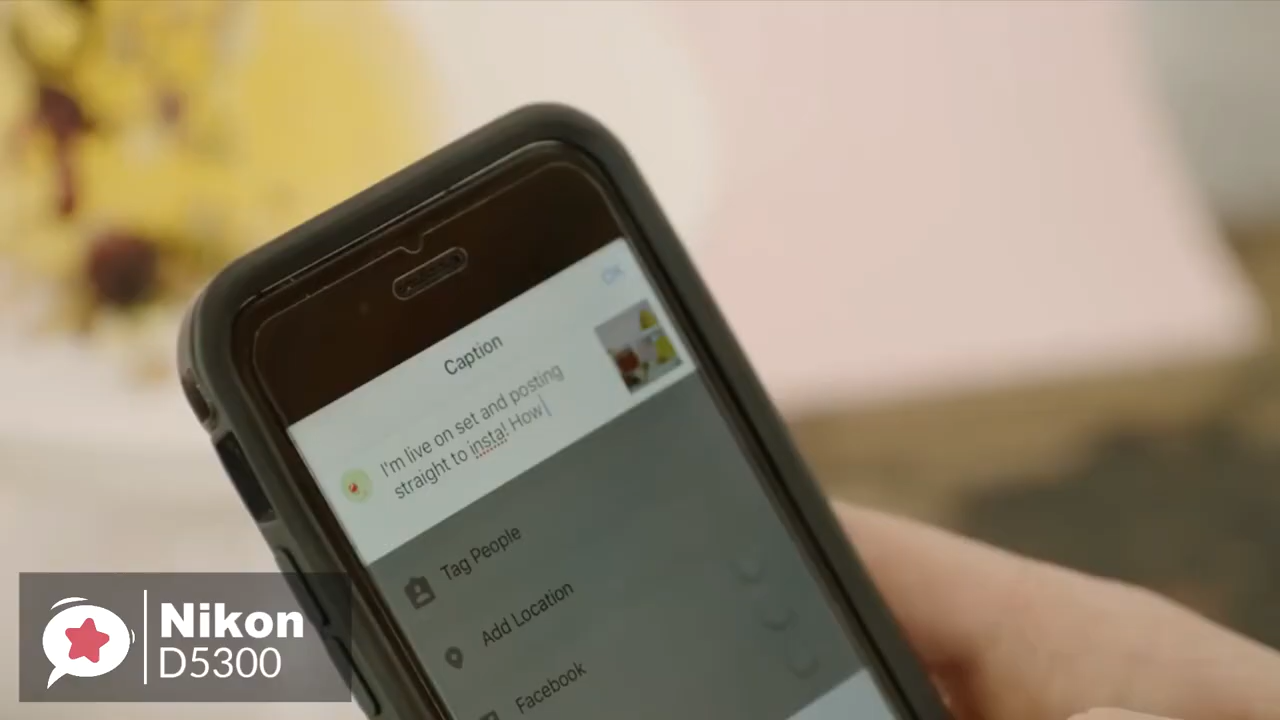 OK
Caption
I'm live on set and posting
straight to insta! How
Tag People
Add Location
Facebook
Nikon
D5300